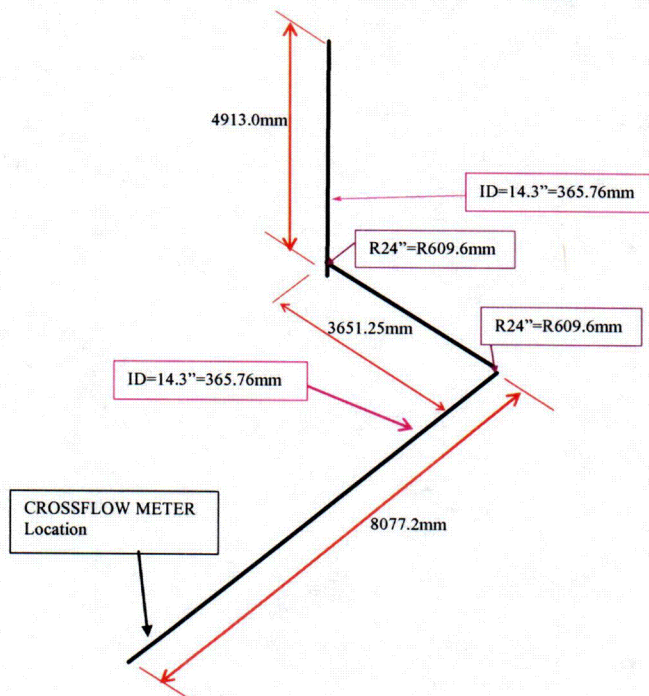 4913.0mm
ID=14.3”=365.76mm
R24”=R609.6mm
3651.25mm
R24”=R609.6mm
ID=14.3”=365.76mm
CROSSFLOW METER
Location
8077.2mm